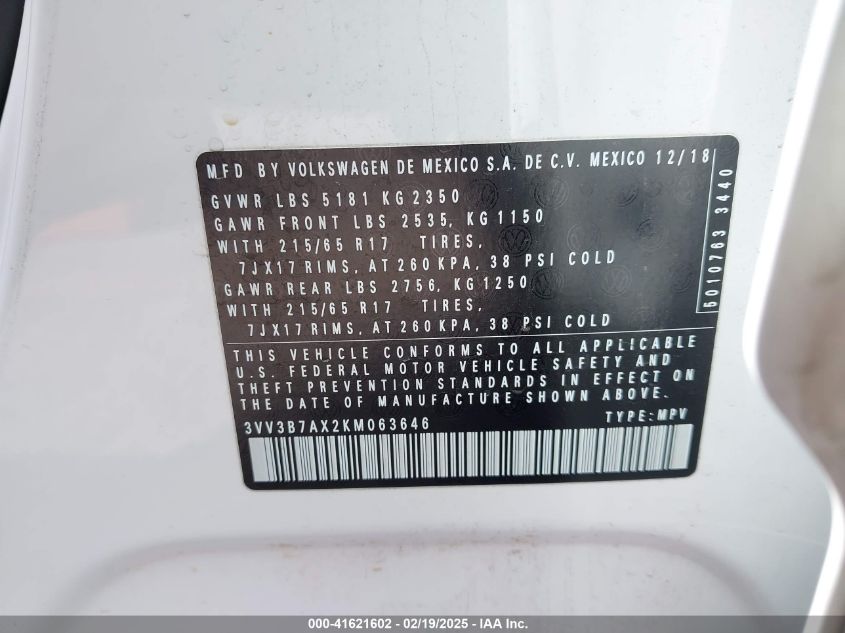 MFD BY VOLKSWAGEN DE MEXICO S.A. DE C.V. MEXICO 12/18
GVWR LBS 5181 KG 2350
GAWR FRONT LBS 2535, KG 1150
WITH 215/65 R17 TIRES,
7JX17 RIMS, AT 260 KPA, 38 PSI COLD
GAWR REAR LBS 2756, KG 1250
WITH 215/65 R17 TIRES,
7JX17 RIMS, AT 260 KPA, 38 PSI COLD
5010763 3440
THIS VEHICLE CONFORMS TO ALL APPLICABLE
U.S. FEDERAL MOTOR VEHICLE SAFETY AND
THEFT PREVENTION STANDARDS IN EFFECT ON
THE DATE OF MANUFACTURE SHOWN ABOVE.
3VV3B7AX2KM063646 TYPE: MPV
000-41621602 - 02/19/2025 - IAA Inc.